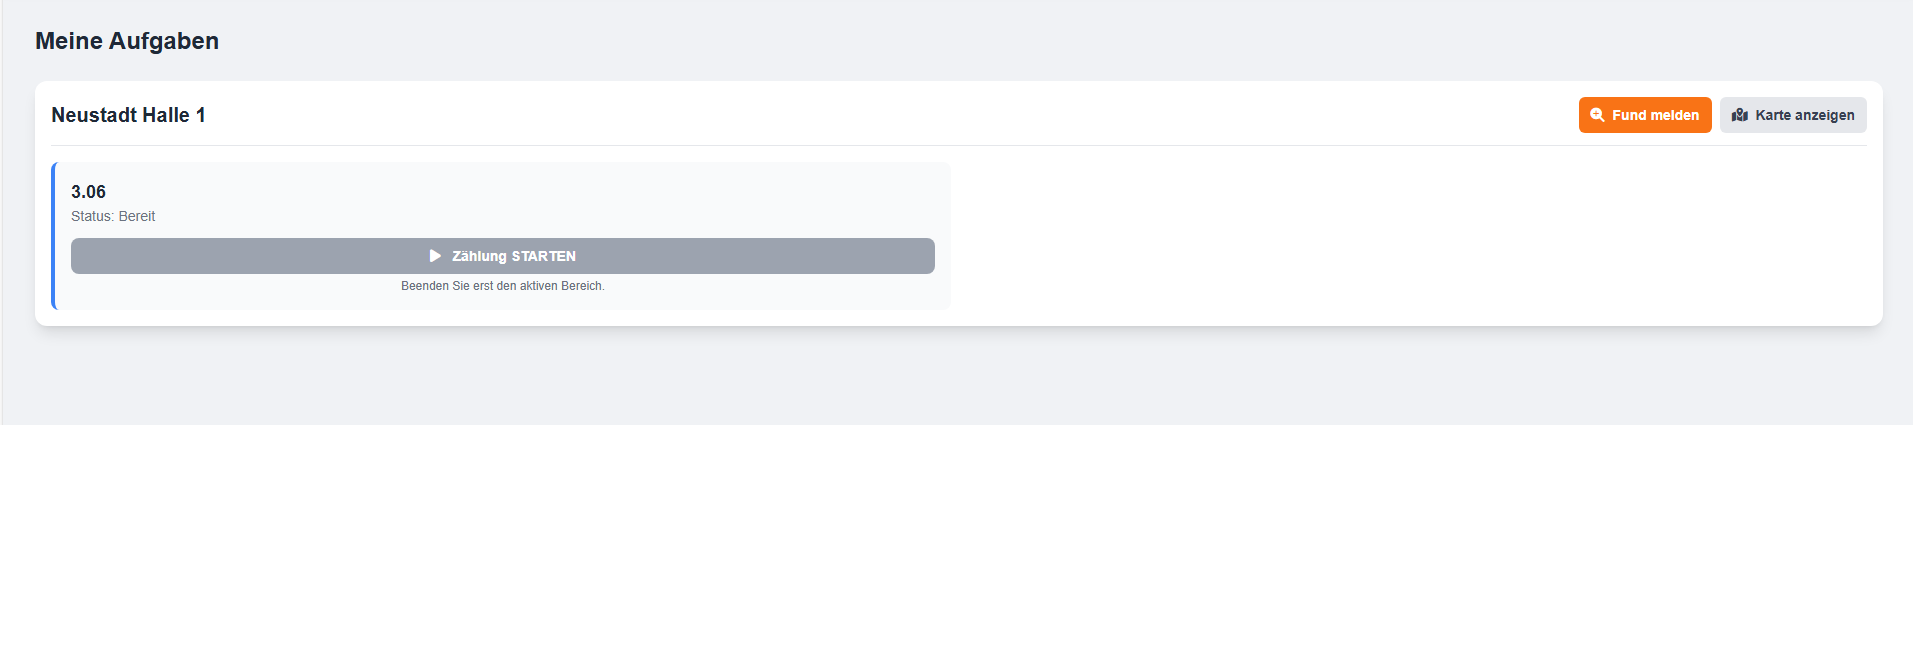 Meine Aufgaben
Neustadt Halle 1
Fund melden
Karte anzeigen
3.06
Status: Bereit
Zählung STARTEN
Beenden Sie erst den aktiven Bereich.